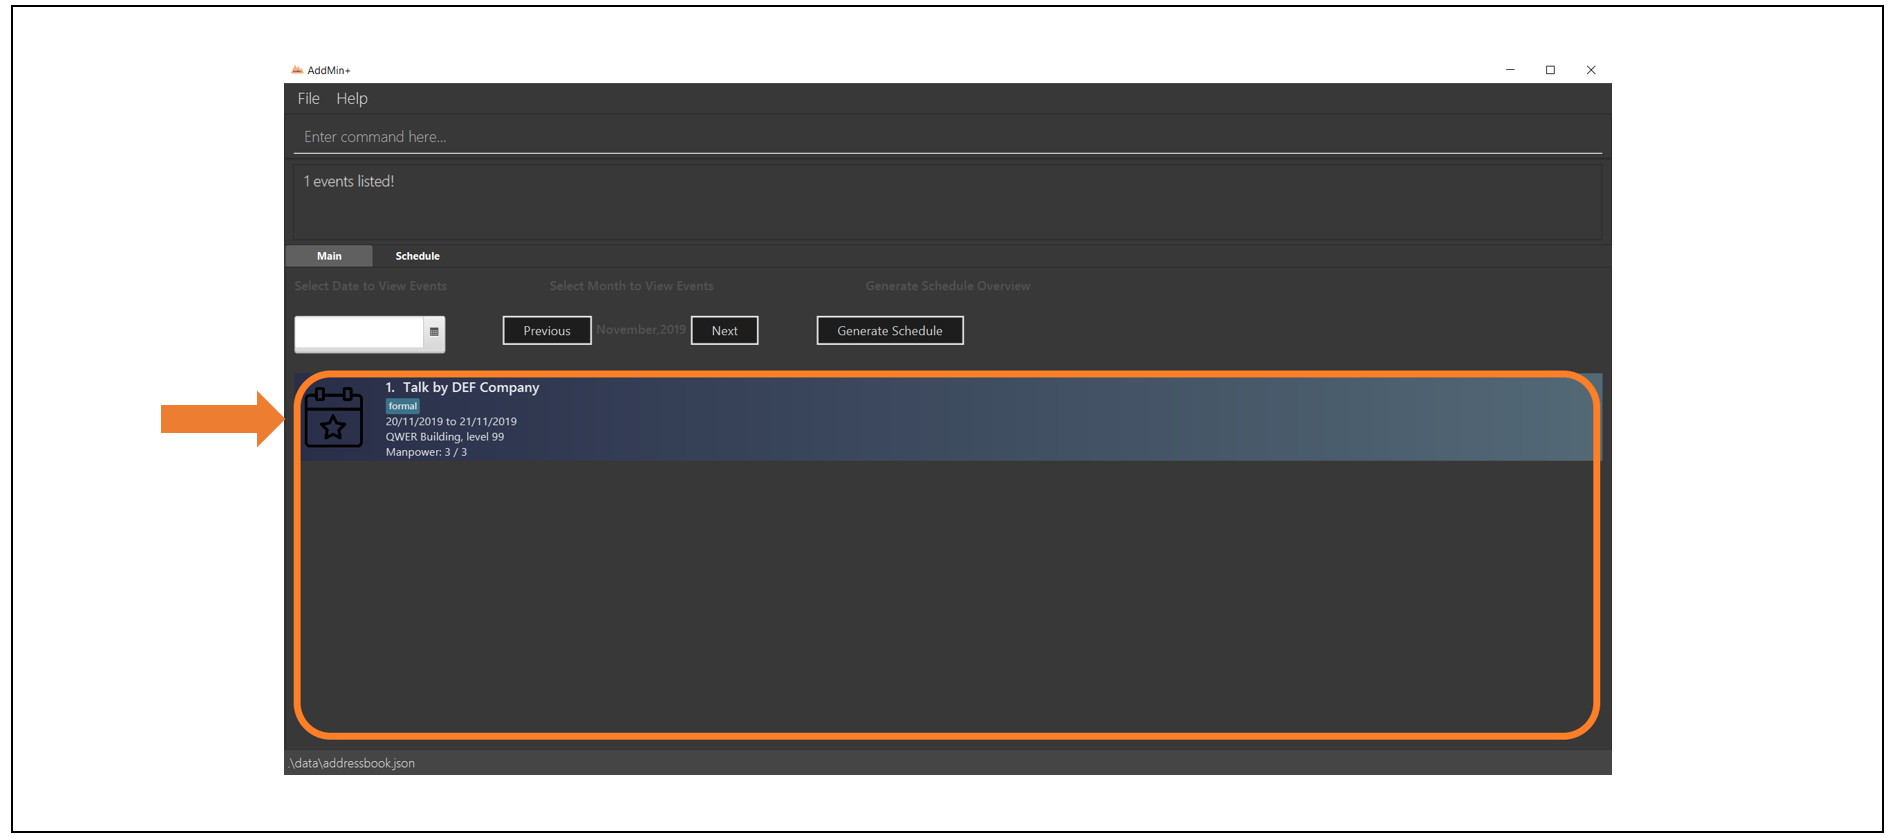 AddMin+
File Help
Enter command here...
1 events listed!
Main Schedule
Select Date to View Events Select Month to View Events Generate Schedule Overview
Previous November,2019 Next Generate Schedule
1. Talk by DEF Company
formal
20/11/2019 to 21/11/2019
QWER Building, level 99
Manpower: 3 / 3
.\data\addressbook.json